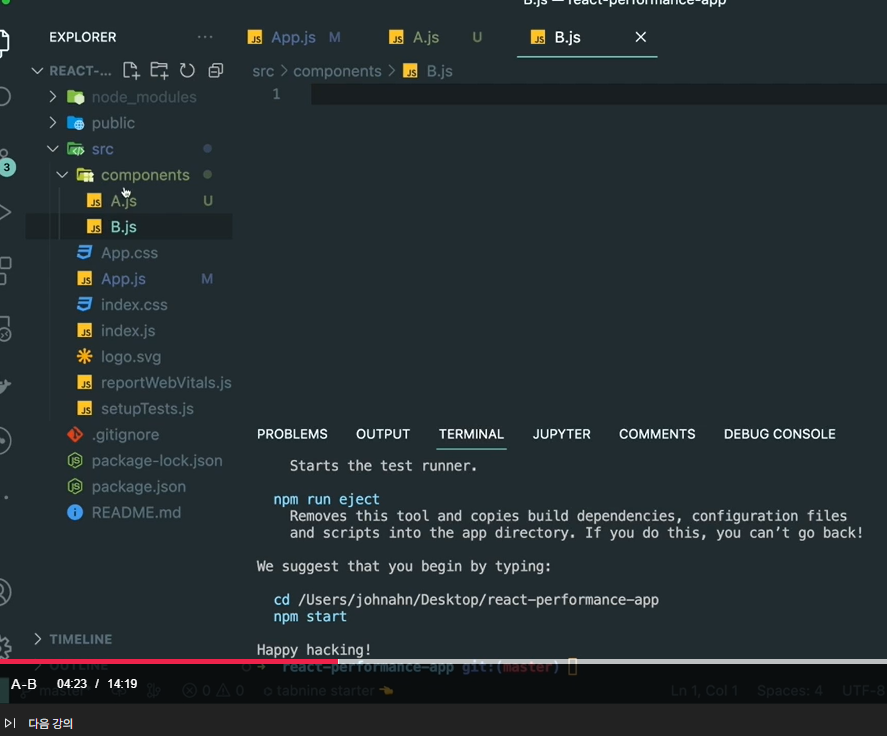 B.js — react-performance-app
EXPLORER ...
App.js M
A.js U
B.js
REACT-...
src > components > B.js
1
node_modules
public
src
3
components
A.js U
B.js
App.css
App.js M
index.css
index.js
logo.svg
reportWebVitals.js
setupTests.js
.gitignore
package-lock.json
package.json
README.md
TIMELINE
OUTLINE
PROBLEMS OUTPUT TERMINAL JUPYTER COMMENTS DEBUG CONSOLE
Starts the test runner.
npm run eject
Removes this tool and copies build dependencies, configuration files
and scripts into the app directory. If you do this, you can’t go back!
We suggest that you begin by typing:
cd /Users/johnahn/Desktop/react-performance-app
npm start
Happy hacking!
→ react-performance-app git:(master)
A-B 04:23 / 14:19
master 0 0 tabnine starter Ln 1, Col 1 Spaces: 4 UTF-8
다음 강의